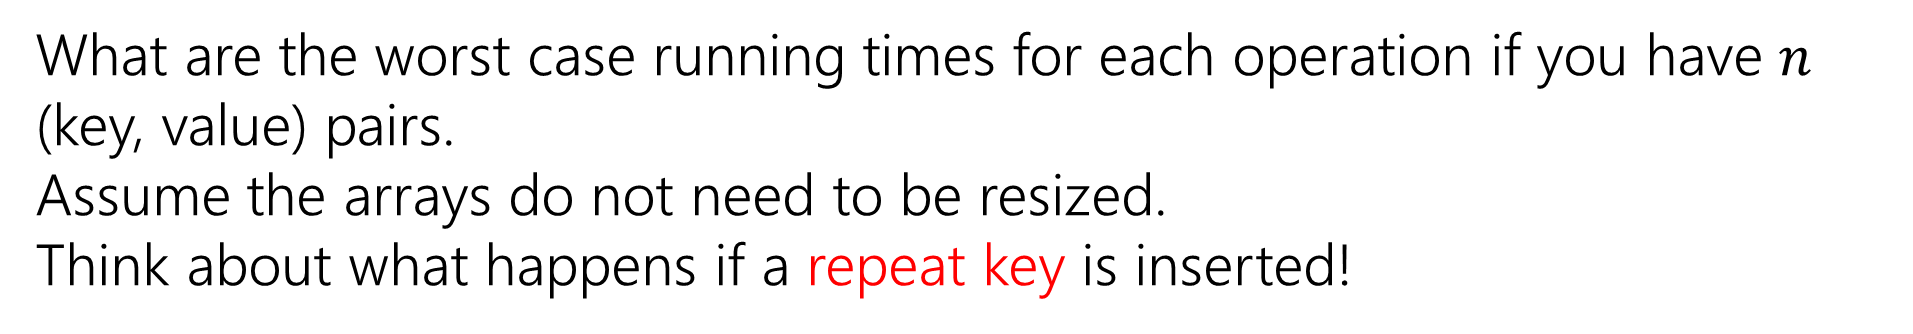 What are the worst case running times for each operation if you have n
(key, value) pairs.
Assume the arrays do not need to be resized.
Think about what happens if a repeat key is inserted!